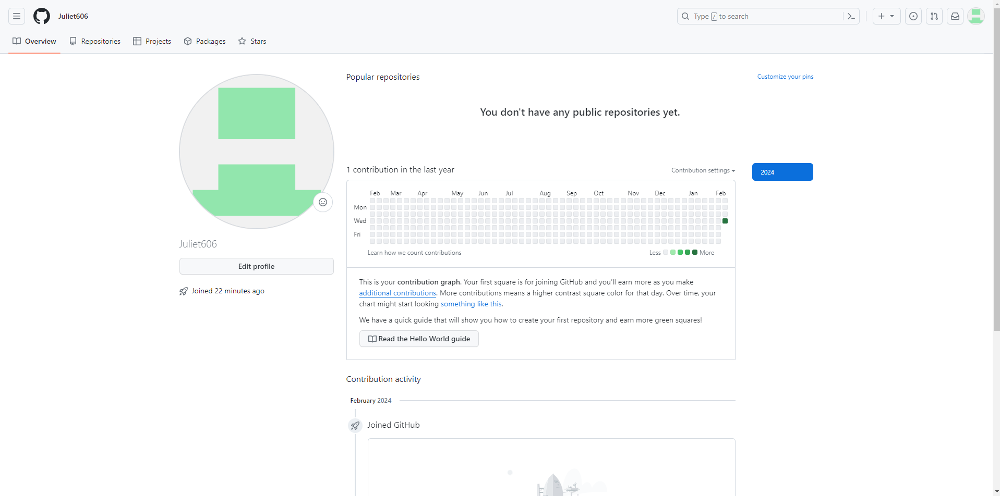 Juliet606
Type / to search
Overview
Repositories
Projects
Packages
Stars
Popular repositories
Customize your pins
You don't have any public repositories yet.
1 contribution in the last year
Contribution settings
2024
Feb Mar Apr May Jun Jul Aug Sep Oct Nov Dec Jan Feb
Mon
Wed
Fri
Learn how we count contributions
Less
More
Juliet606
Edit profile
Joined 22 minutes ago
This is your contribution graph. Your first square is for joining GitHub and you’ll earn more as you make
additional contributions. More contributions means a higher contrast square color for that day. Over time, your
chart might start looking something like this.
We have a quick guide that will show you how to create your first repository and earn more green squares!
Read the Hello World guide
Contribution activity
February 2024
Joined GitHub